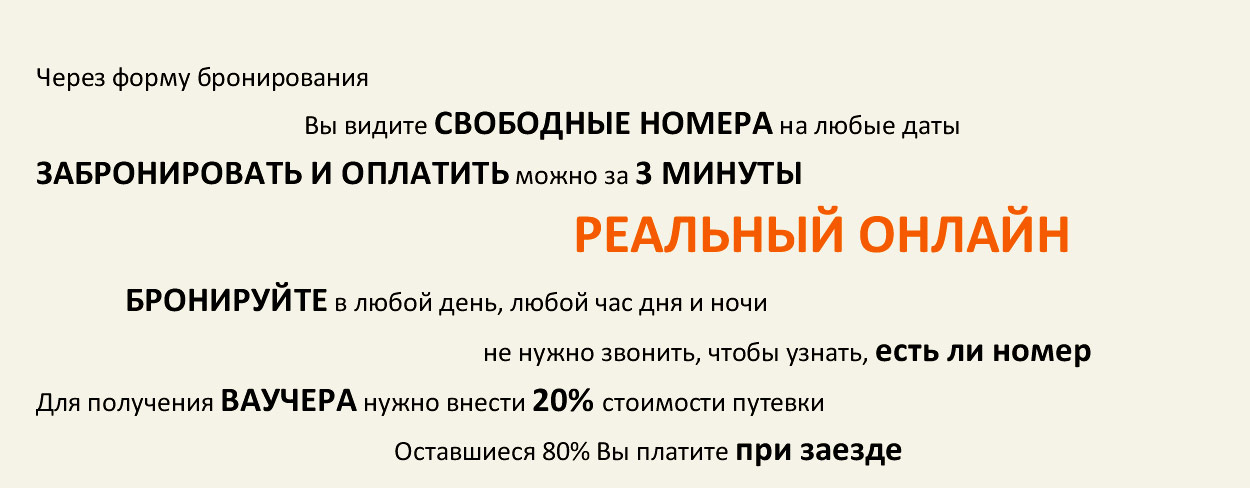 Через форму бронирования
Вы видите СВОБОДНЫЕ НОМЕРА на любые даты
ЗАБРОНИРОВАТЬ И ОПЛАТИТЬ можно за 3 МИНУТЫ
РЕАЛЬНЫЙ ОНЛАЙН
БРОНИРУЙТЕ в любой день, любой час дня и ночи
не нужно звонить, чтобы узнать, есть ли номер
Для получения ВАУЧЕРА нужно внести 20% стоимости путевки
Оставшиеся 80% Вы платите при заезде